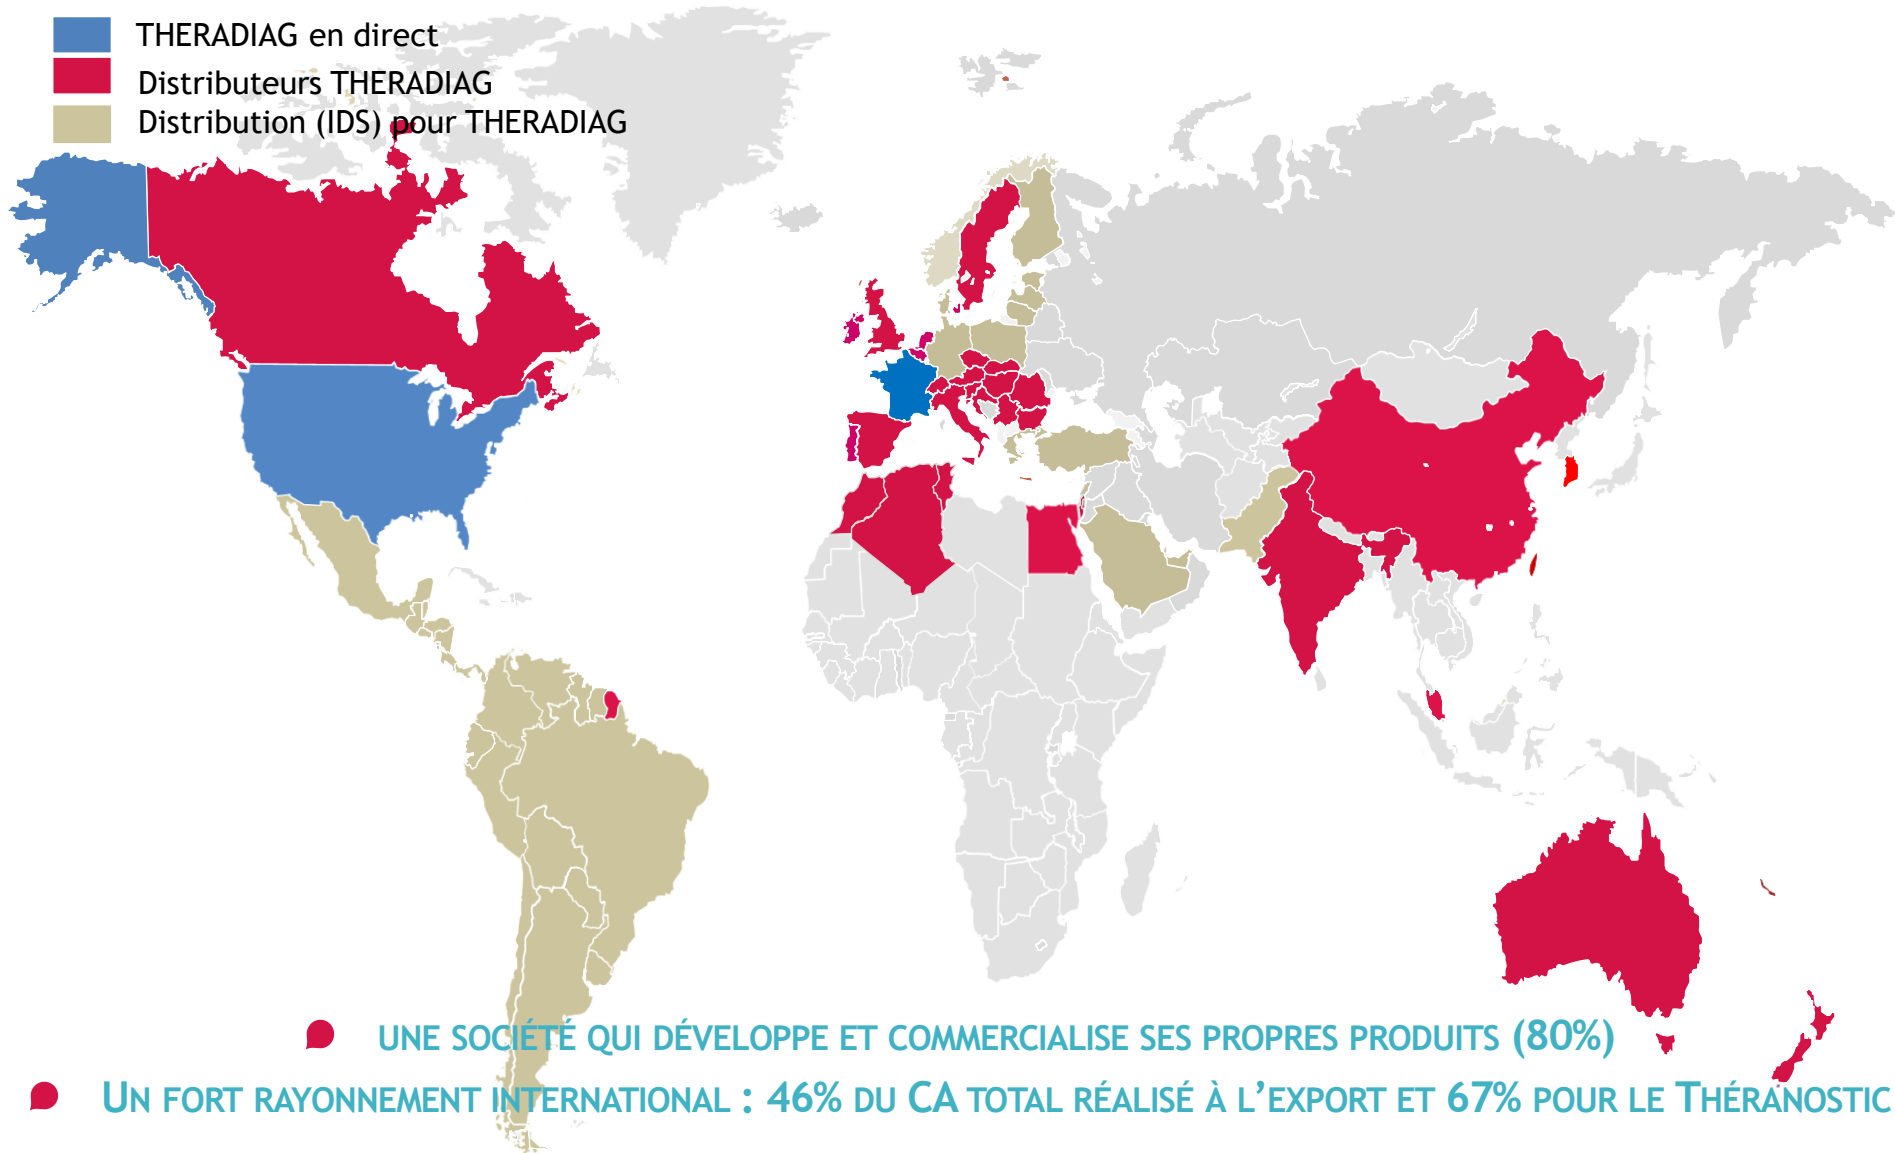 THERADIAG en direct
Distributeurs THERADIAG
Distribution (IDS) pour THERADIAG
UNE SOCIÉTÉ QUI DÉVELOPPE ET COMMERCIALISE SES PROPRES PRODUITS (80%)
UN FORT RAYONNEMENT INTERNATIONAL : 46% DU CA TOTAL RÉALISÉ À L’EXPORT ET 67% POUR LE THÉRANOSTIC